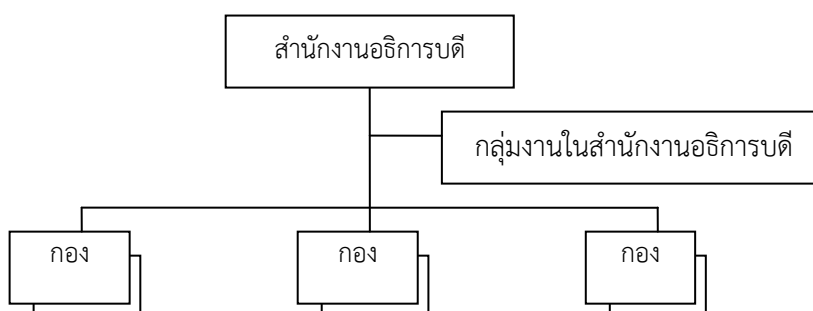 สำนักงานอธิการบดี
กลุ่มงานในสำนักงานอธิการบดี
กอง
กอง
กอง